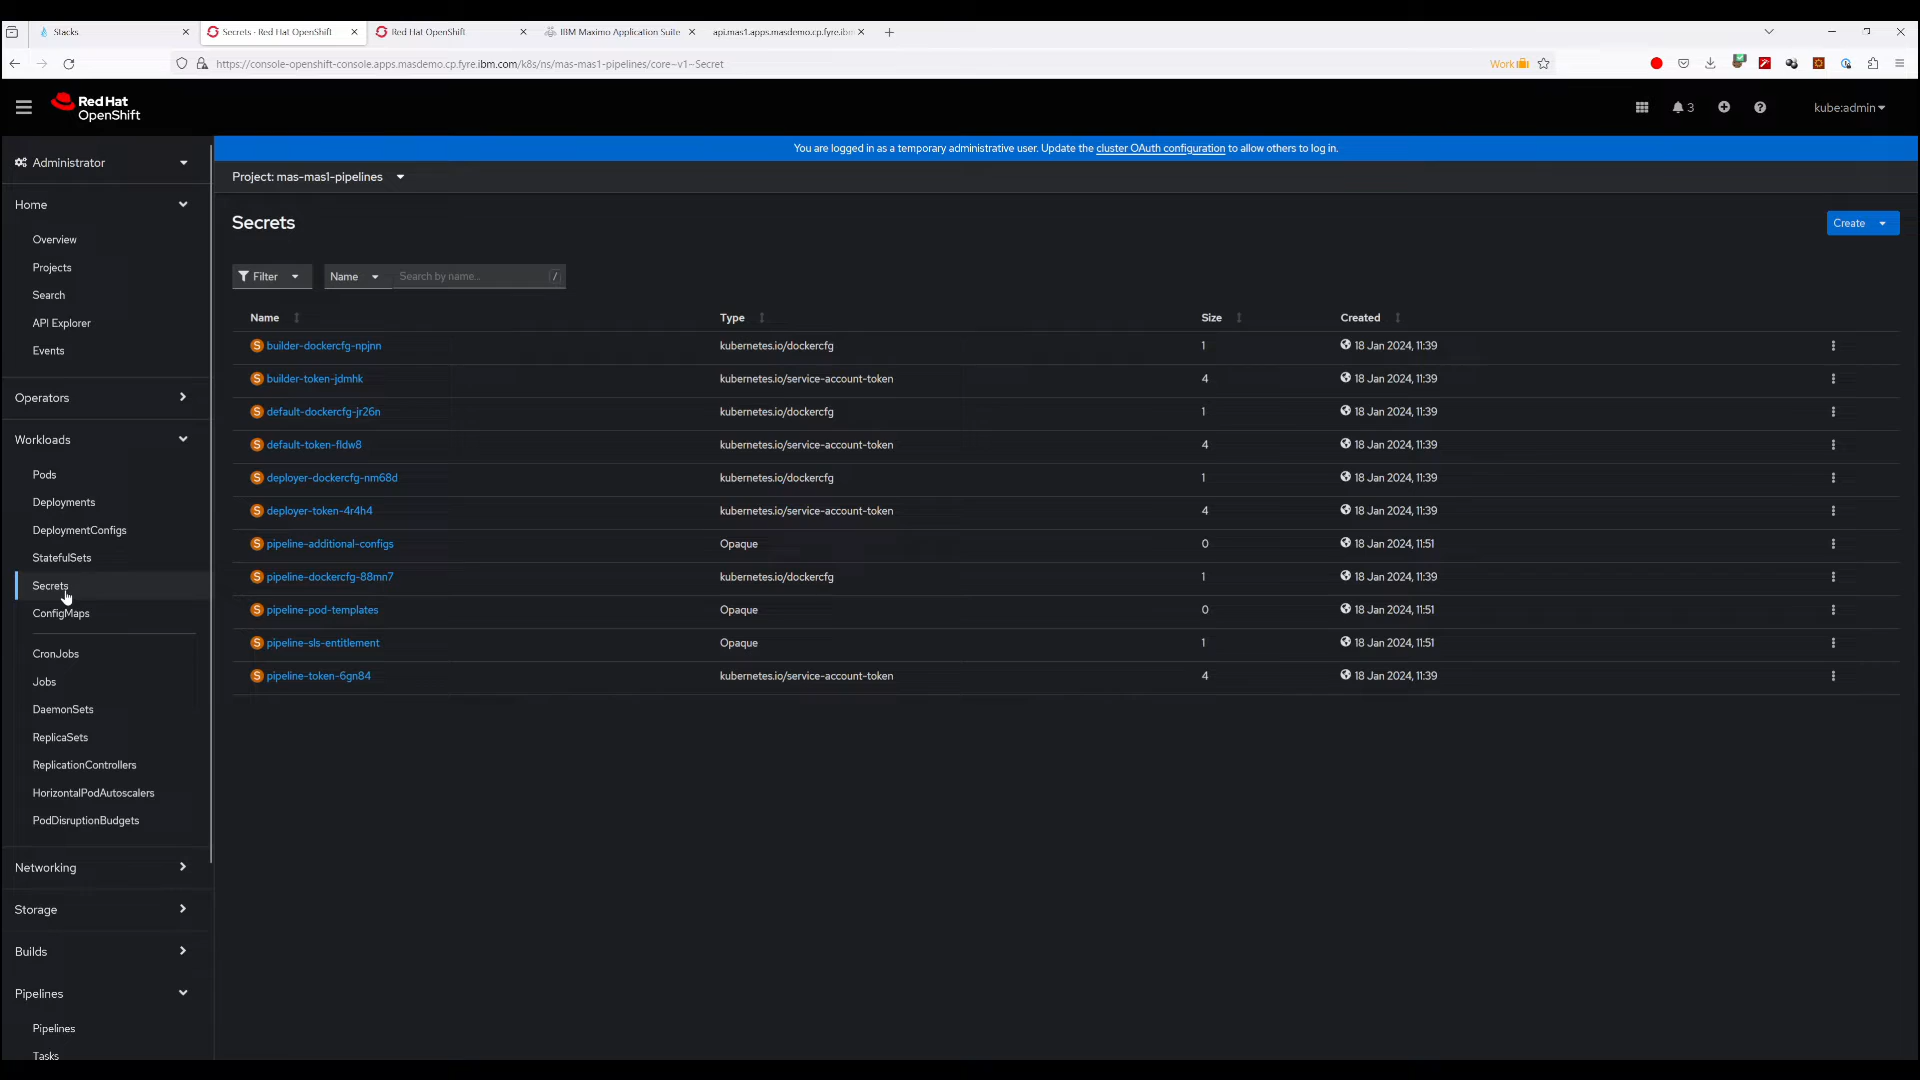 Stacks
Secrets · Red Hat OpenShift
Red Hat OpenShift
IBM Maximo Application Suite
api.mas1.apps.masdemo.cp.fyre.ibm
https://console-openshift-console.apps.masdemo.cp.fyre.ibm.com/k8s/ns/mas-mas1-pipelines/core~v1~Secret
Work
Red Hat
OpenShift
3
kube:admin
Administrator
You are logged in as a temporary administrative user. Update the cluster OAuth configuration to allow others to log in.
Project: mas-mas1-pipelines
Home
Overview
Projects
Search
API Explorer
Events
Operators
Workloads
Pods
Deployments
DeploymentConfigs
StatefulSets
Secrets
ConfigMaps
CronJobs
Jobs
DaemonSets
ReplicaSets
ReplicationControllers
HorizontalPodAutoscalers
PodDisruptionBudgets
Networking
Storage
Builds
Pipelines
Pipelines
Tasks
Secrets
Create
Filter
Name
Search by name...
/
Name Type Size Created
S builder-dockercfg-npjnn kubernetes.io/dockercfg 1 18 Jan 2024, 11:39
S builder-token-jdmhk kubernetes.io/service-account-token 4 18 Jan 2024, 11:39
S default-dockercfg-jr26n kubernetes.io/dockercfg 1 18 Jan 2024, 11:39
S default-token-fldw8 kubernetes.io/service-account-token 4 18 Jan 2024, 11:39
S deployer-dockercfg-nm68d kubernetes.io/dockercfg 1 18 Jan 2024, 11:39
S deployer-token-4r4h4 kubernetes.io/service-account-token 4 18 Jan 2024, 11:39
S pipeline-additional-configs Opaque 0 18 Jan 2024, 11:51
S pipeline-dockercfg-88mn7 kubernetes.io/dockercfg 1 18 Jan 2024, 11:39
S pipeline-pod-templates Opaque 0 18 Jan 2024, 11:51
S pipeline-sls-entitlement Opaque 1 18 Jan 2024, 11:51
S pipeline-token-6gn84 kubernetes.io/service-account-token 4 18 Jan 2024, 11:39